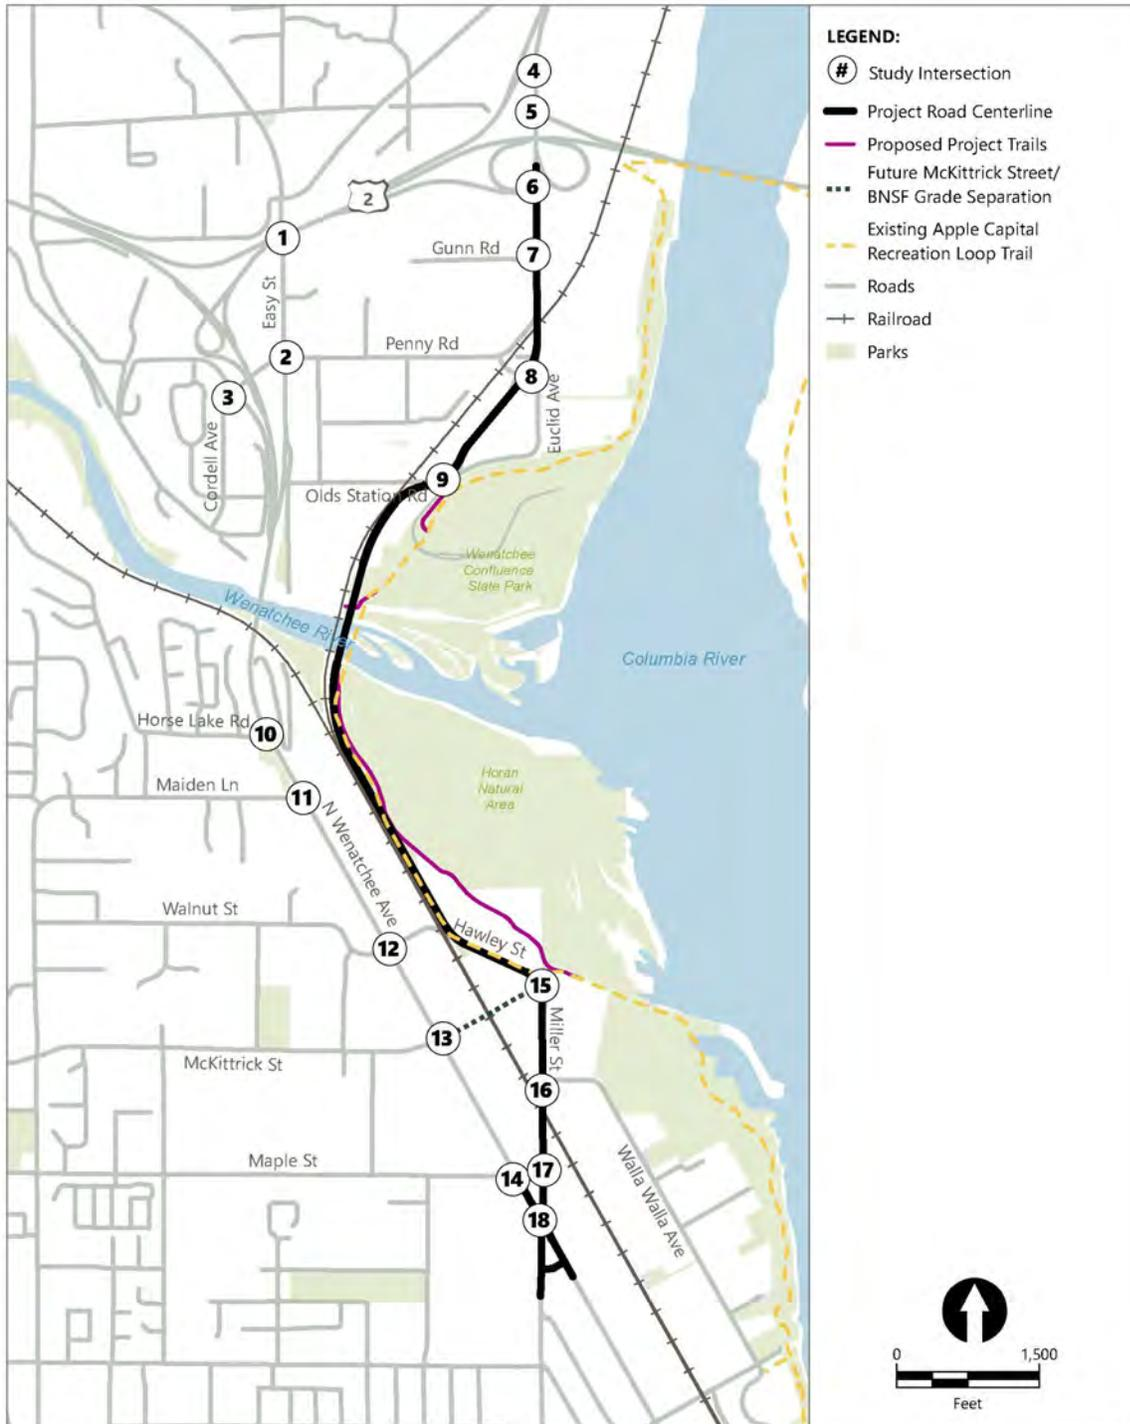 LEGEND:
# Study Intersection
Project Road Centerline
Proposed Project Trails
Future McKittrick Street/
BNSF Grade Separation
Existing Apple Capital
Recreation Loop Trail
Roads
Railroad
Parks
4
5
6
2
1
Gunn Rd
7
Easy St
Penny Rd
2
8
3
Euclid Ave
Cordell Ave
9
Olds Station Rd
Wenatchee
Confluence
State Park
Wenatchee River
Columbia River
Horse Lake Rd
10
Maiden Ln
11
Horan
Natural
Area
N Wenatchee Ave
Walnut St
12
Hawley St
15
13
Miller St
McKittrick St
16
Maple St
14
17
Walla Walla Ave
18
0 1,500
Feet